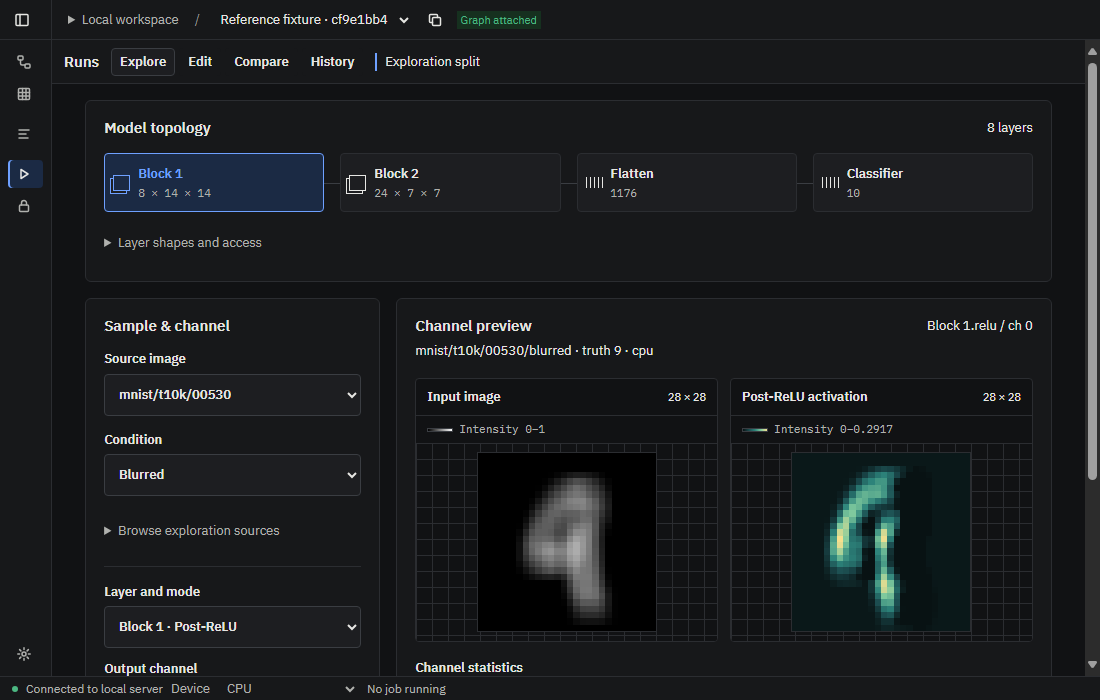 Local workspace / Reference fixture · cf9e1bb4 Graph attached
Runs Explore Edit Compare History Exploration split
Model topology 8 layers
Block 1
8 × 14 × 14
Block 2
24 × 7 × 7
Flatten
1176
Classifier
10
Layer shapes and access
Sample & channel
Source image
mnist/t10k/00530
Condition
Blurred
Browse exploration sources
Layer and mode
Block 1 · Post-ReLU
Output channel
Channel preview Block 1.relu / ch 0
mnist/t10k/00530/blurred · truth 9 · cpu
Input image 28 × 28
Intensity 0–1
Post-ReLU activation 28 × 28
Intensity 0–0.2917
Channel statistics
Connected to local server Device CPU No job running